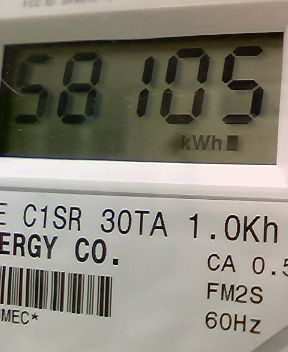 58105
kWh
E C1SR 30TA 1.0Kh
ERGY CO.
CA 0.5
FM2S
MEC*
60Hz